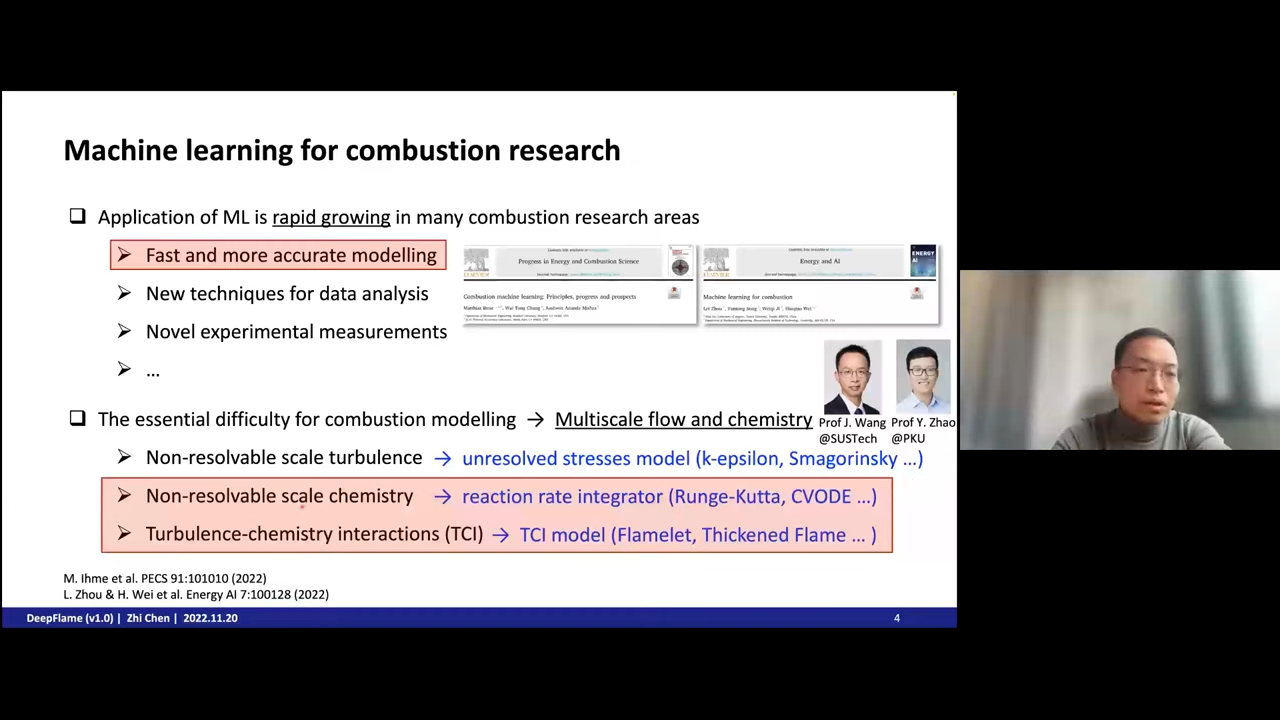 Machine learning for combustion research
❑ Application of ML is rapid growing in many combustion research areas
➢ Fast and more accurate modelling
➢ New techniques for data analysis
➢ Novel experimental measurements
➢ ...
Progress in Energy and Combustion Science
Combustion machine learning: Principles, progress and prospects
Energy and AI
ENERGY AI
Machine learning for combustion
❑ The essential difficulty for combustion modelling → Multiscale flow and chemistry
Prof J. Wang @SUSTech
Prof Y. Zhao @PKU
➢ Non-resolvable scale turbulence → unresolved stresses model (k-epsilon, Smagorinsky ...)
➢ Non-resolvable scale chemistry → reaction rate integrator (Runge-Kutta, CVODE ...)
➢ Turbulence-chemistry interactions (TCI) → TCI model (Flamelet, Thickened Flame ... )
M. Ihme et al. PECS 91:101010 (2022)
L. Zhou & H. Wei et al. Energy AI 7:100128 (2022)
DeepFlame (v1.0) | Zhi Chen | 2022.11.20 4